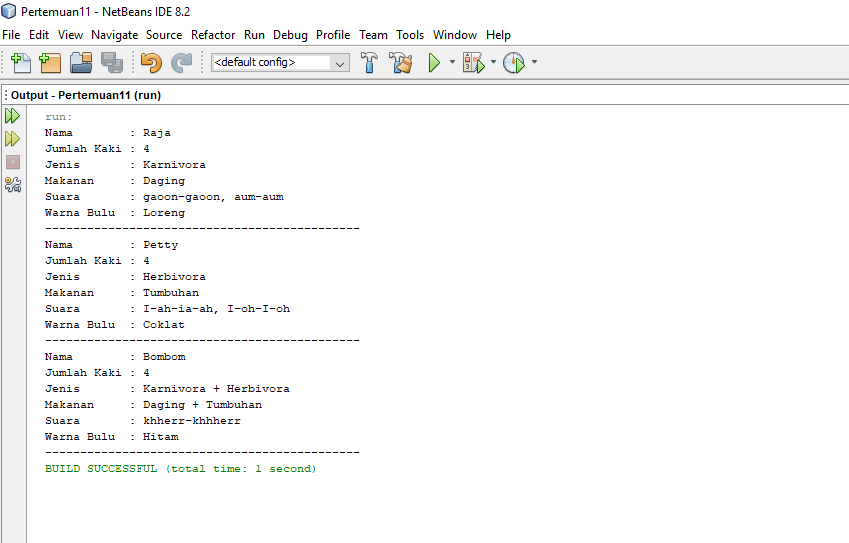 Pertemuan11 - NetBeans IDE 8.2
File Edit View Navigate Source Refactor Run Debug Profile Team Tools Window Help
<default config>
Output - Pertemuan11 (run)
run:
Nama        : Raja
Jumlah Kaki : 4
Jenis       : Karnivora
Makanan     : Daging
Suara       : gaoon-gaoon, aum-aum
Warna Bulu  : Loreng
---------------------------------------------
Nama        : Petty
Jumlah Kaki : 4
Jenis       : Herbivora
Makanan     : Tumbuhan
Suara       : I-ah-ia-ah, I-oh-I-oh
Warna Bulu  : Coklat
---------------------------------------------
Nama        : Bombom
Jumlah Kaki : 4
Jenis       : Karnivora + Herbivora
Makanan     : Daging + Tumbuhan
Suara       : khherr-khhherr
Warna Bulu  : Hitam
---------------------------------------------
BUILD SUCCESSFUL (total time: 1 second)